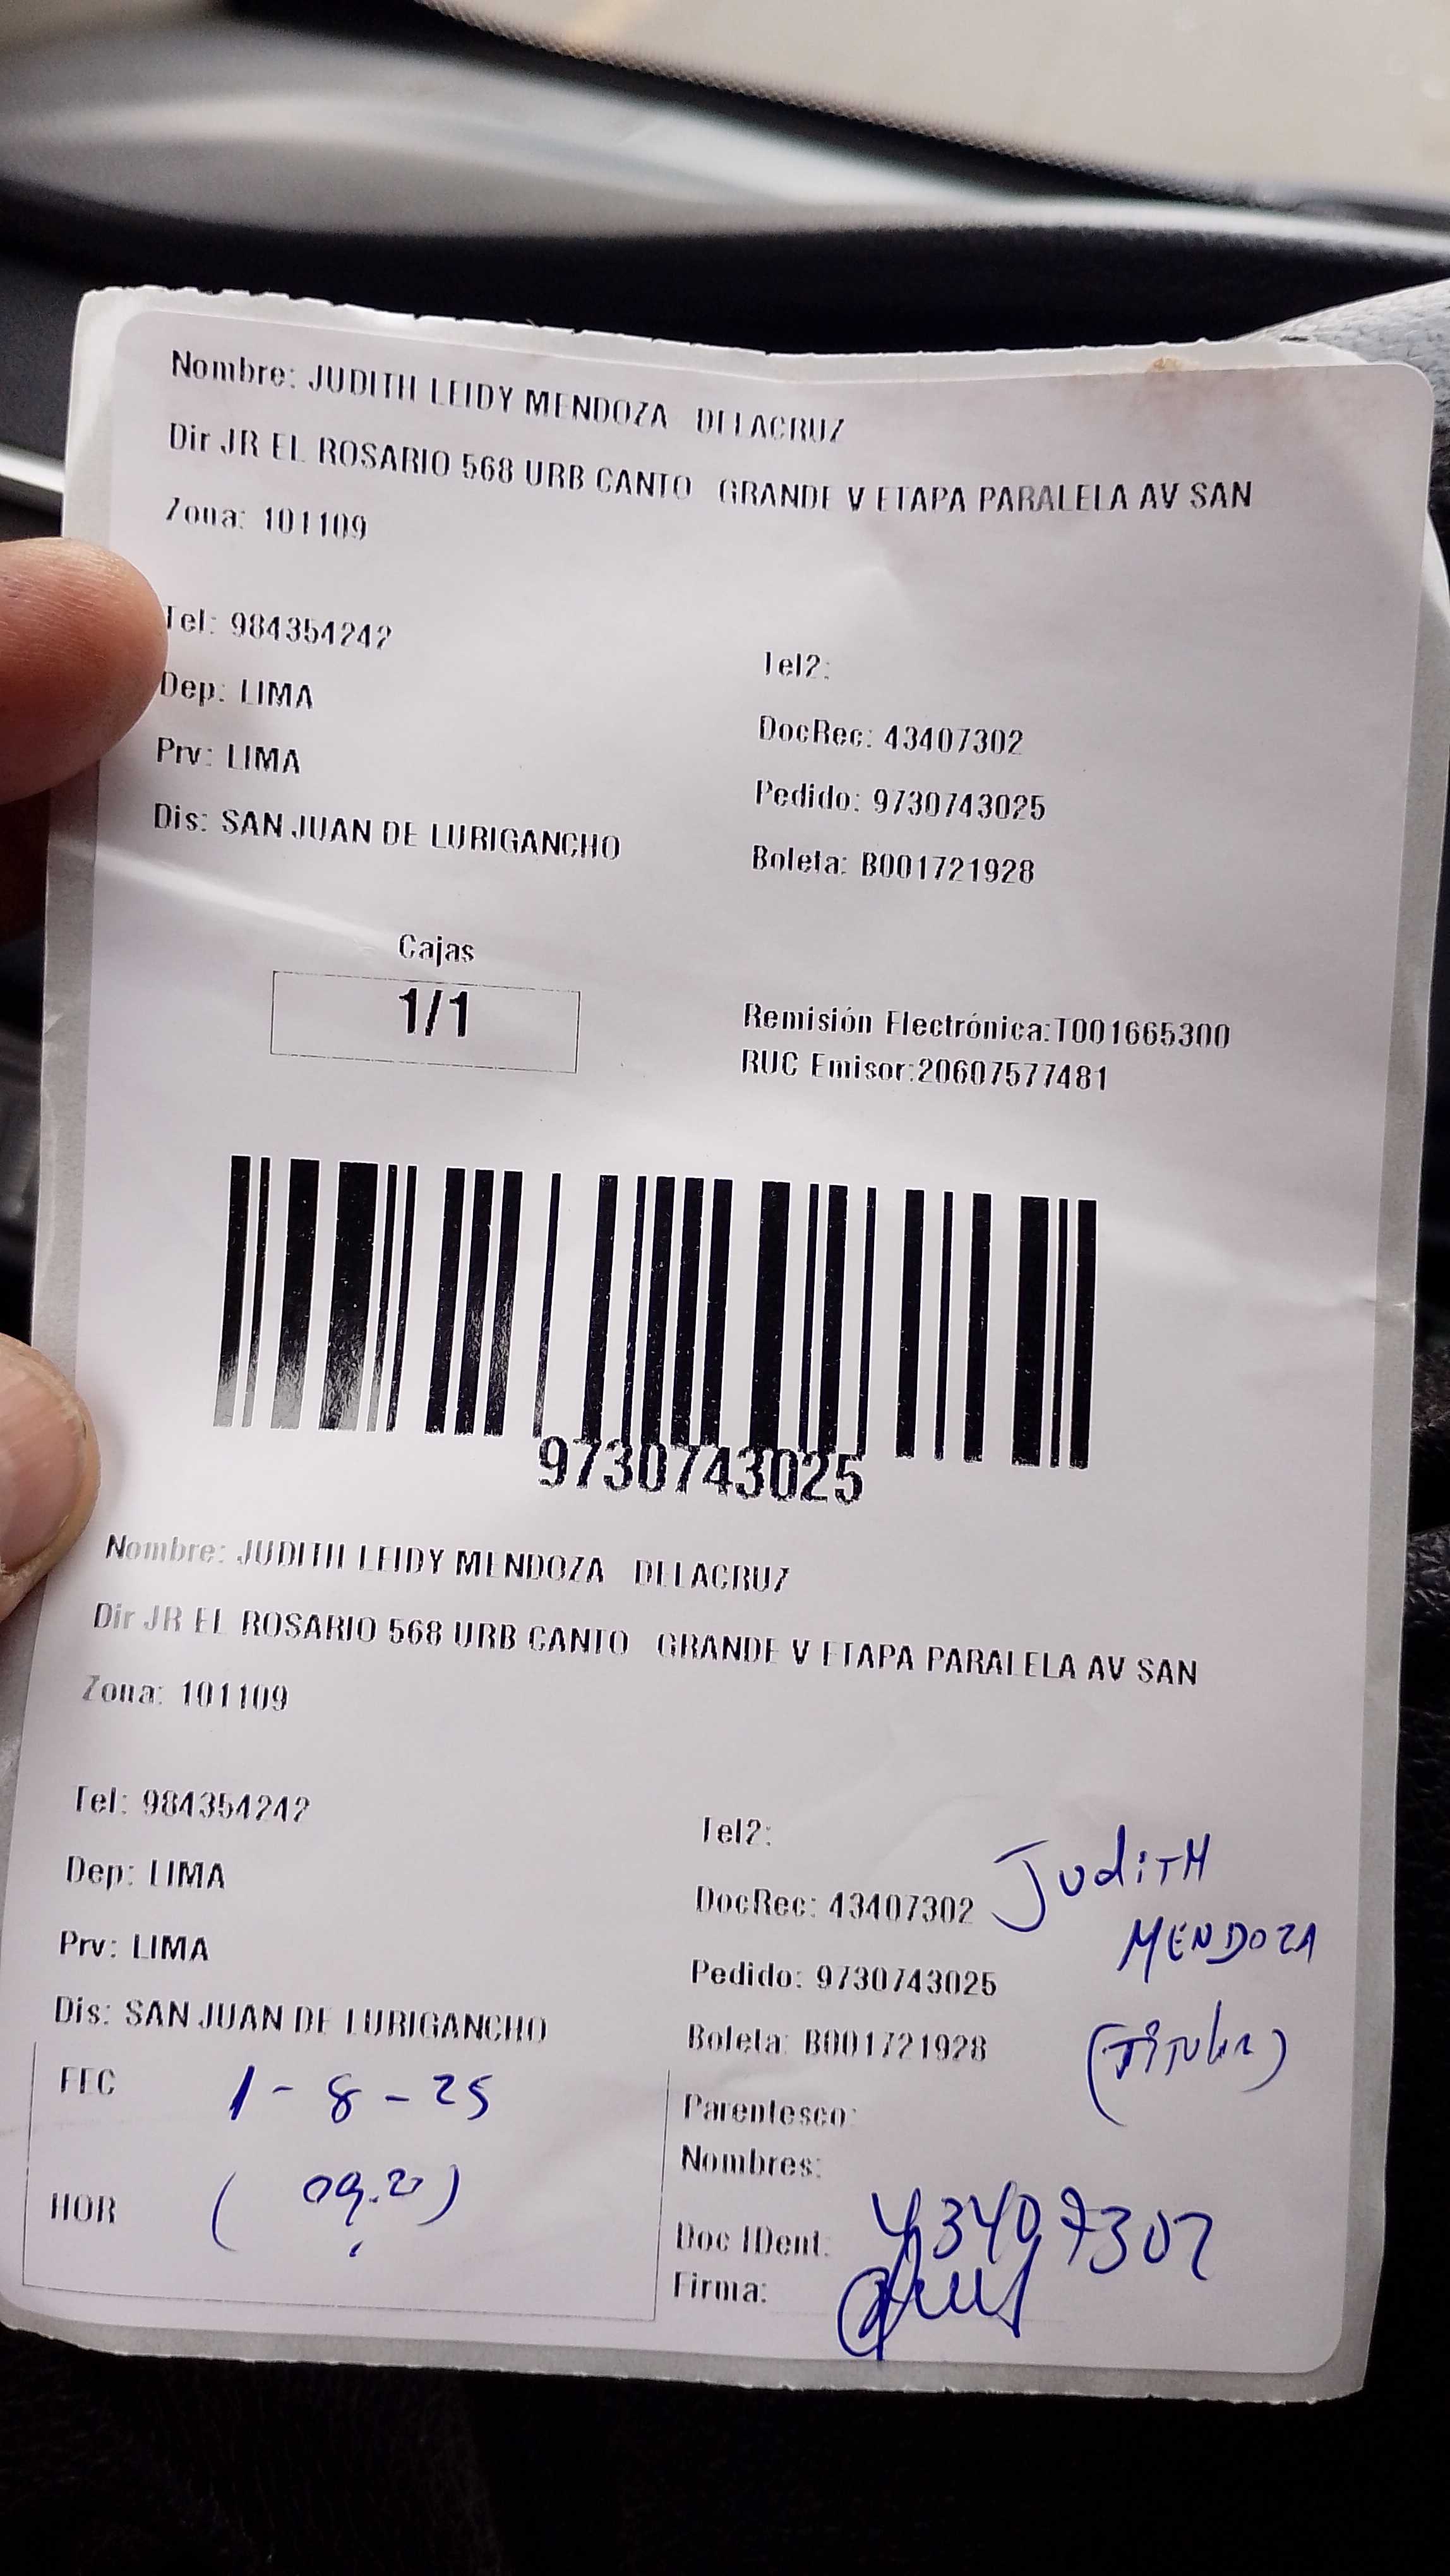 Nombre: JUDITH LEIDY MENDOZA DELACRUZ
Dir JR EL ROSARIO 568 URB CANTO GRANDE V ETAPA PARALELA AV SAN
Zona: 101109
Tel: 984354242
Tel2:
Dep: LIMA
DocRec: 43407302
Prv: LIMA
Pedido: 9730743025
Dis: SAN JUAN DE LURIGANCHO
Boleta: B001721928
Cajas
1/1
Remisión Electrónica:T001665300
RUC Emisor:20607577481
9730743025
Nombre: JUDITH LEIDY MENDOZA DELACRUZ
Dir JR EL ROSARIO 568 URB CANTO GRANDE V ETAPA PARALELA AV SAN
Zona: 101109
Tel: 984354242
Tel2:
Dep: LIMA
DocRec: 43407302
Judith
MENDOZA
Prv: LIMA
Pedido: 9730743025
Dis: SAN JUAN DE LURIGANCHO
Boleta: B001721928
(Titular)
FEC 1-8-25
Parentesco:
Nombres:
HOR
Doc IDent: 43407302
Firma: